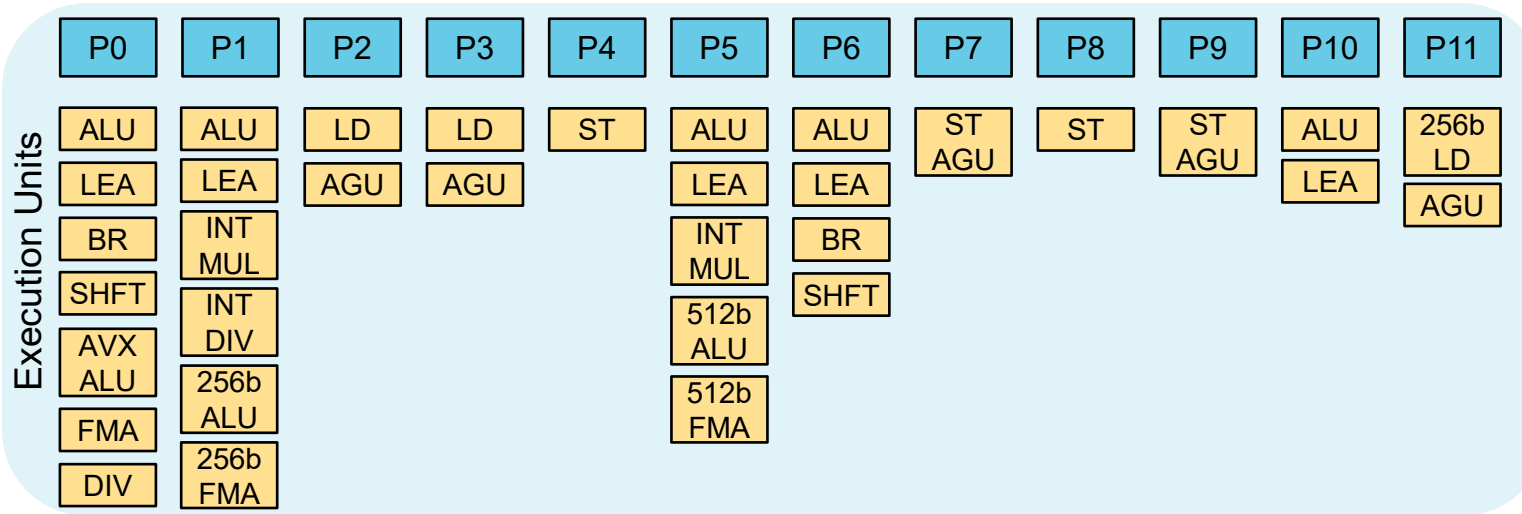 P0 P1 P2 P3 P4 P5 P6 P7 P8 P9 P10 P11
Execution Units
ALU
LEA
BR
SHFT
AVX
ALU
FMA
DIV
ALU
LEA
INT
MUL
INT
DIV
256b
ALU
256b
FMA
LD
AGU
LD
AGU
ST
ALU
LEA
INT
MUL
512b
ALU
512b
FMA
ALU
LEA
BR
SHFT
ST
AGU
ST
ST
AGU
ALU
LEA
256b
LD
AGU